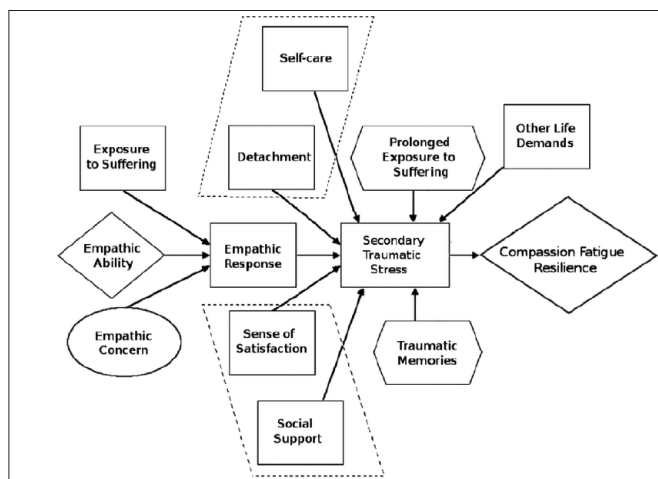 Self-care
Exposure
to Suffering
Detachment
Prolonged
Exposure to
Suffering
Other Life
Demands
Empathic
Ability
Empathic
Response
Secondary
Traumatic
Stress
Compassion Fatigue
Resilience
Empathic
Concern
Sense of
Satisfaction
Traumatic
Memories
Social
Support